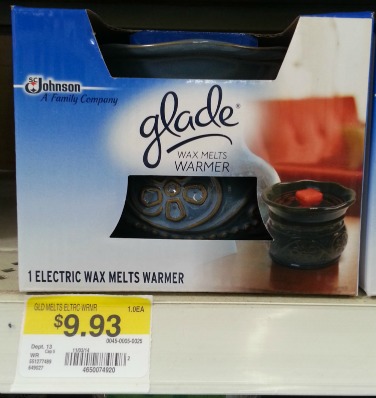 SC Johnson
A Family Company
glade®
WAX MELTS
WARMER
1 ELECTRIC WAX MELTS WARMER
GLD MELTS ELTRC WRMR 1.0EA
$9.93
Dept. 13
WR
4650074920